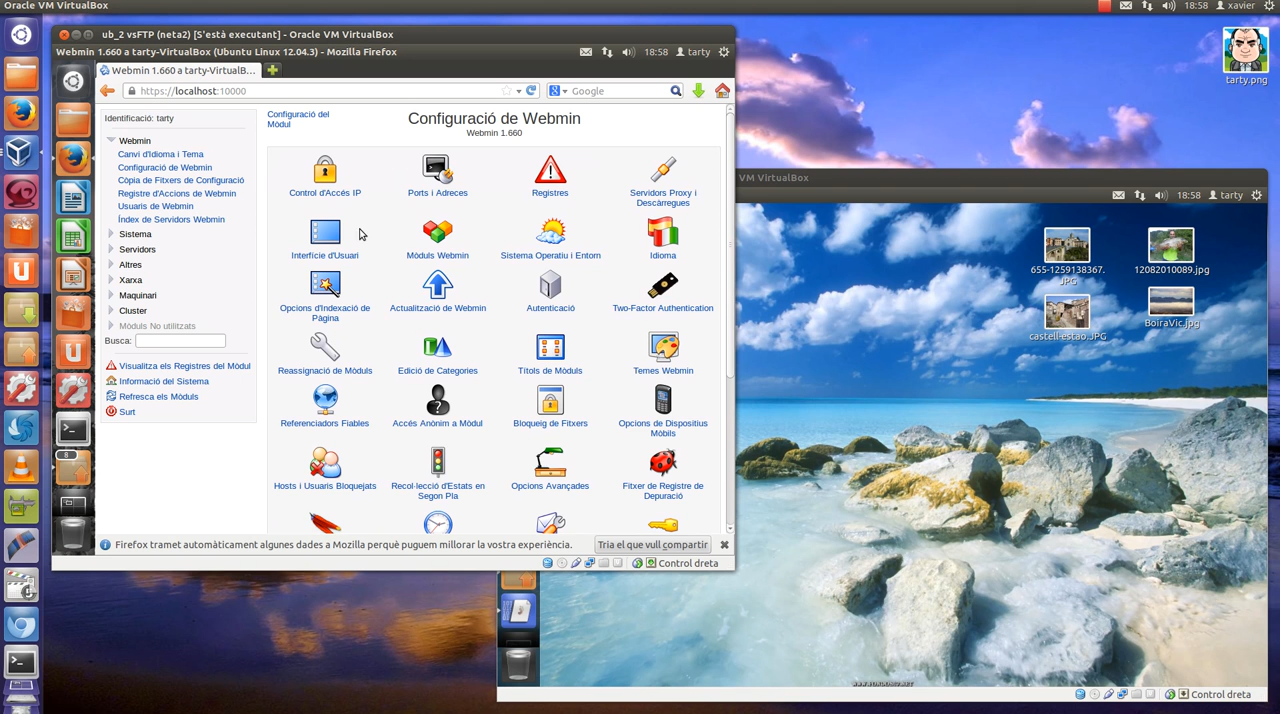 Oracle VM VirtualBox
18:58 xavier
ub_2 vsFTP (neta2) [S'està executant] - Oracle VM VirtualBox
Webmin 1.660 a tarty-VirtualBox (Ubuntu Linux 12.04.3) - Mozilla Firefox
18:58 tarty
Webmin 1.660 a tarty-VirtualB...
https://localhost:10000
Google
Identificació: tarty
Webmin
Canvi d'Idioma i Tema
Configuració de Webmin
Còpia de Fitxers de Configuració
Registre d'Accions de Webmin
Usuaris de Webmin
Índex de Servidors Webmin
Sistema
Servidors
Altres
Xarxa
Maquinari
Cluster
Mòduls No utilitzats
Busca:
Visualitza els Registres del Mòdul
Informació del Sistema
Refresca els Mòduls
Surt
Configuració del
Mòdul
Configuració de Webmin
Webmin 1.660
Control d'Accés IP
Ports i Adreces
Registres
Servidors Proxy i
Descàrregues
Interfície d'Usuari
Mòduls Webmin
Sistema Operatiu i Entorn
Idioma
Opcions d'Indexació de
Pàgina
Actualització de Webmin
Autenticació
Two-Factor Authentication
Reassignació de Mòduls
Edició de Categories
Títols de Mòduls
Temes Webmin
Referenciadors Fiables
Accés Anònim a Mòdul
Bloqueig de Fitxers
Opcions de Dispositius
Mòbils
Hosts i Usuaris Bloquejats
Recol·lecció d'Estats en
Segon Pla
Opcions Avançades
Fitxer de Registre de
Depuració
8
Firefox tramet automàticament algunes dades a Mozilla perquè puguem millorar la vostra experiència.
Tria el que vull compartir
Control dreta
tarty.png
VM VirtualBox
18:58 tarty
655-1259138367.
JPG
12082010089.jpg
castell-estao.JPG
BoiraVic.jpg
Control dreta